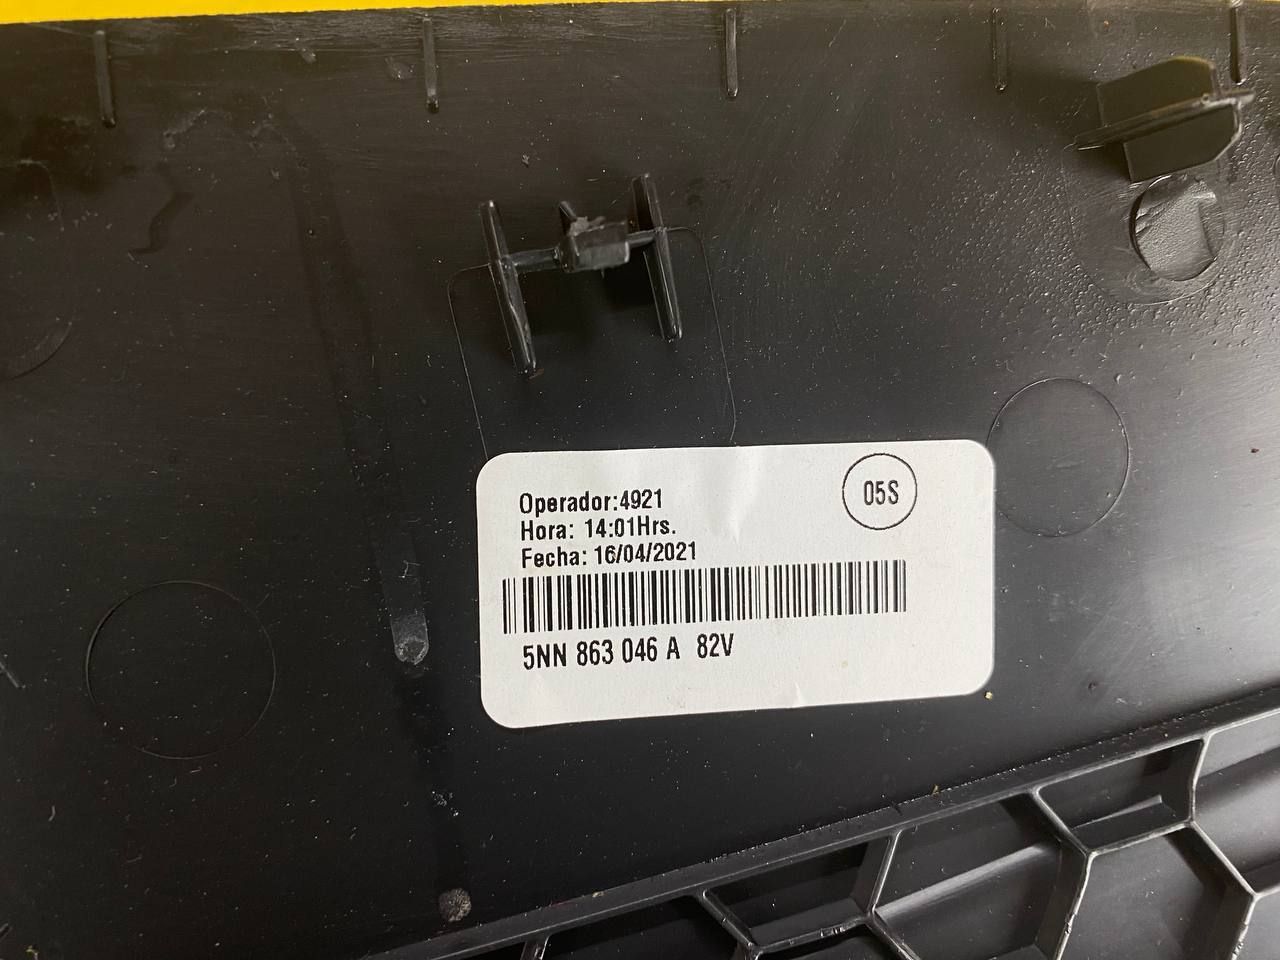 05S
Operador:4921
Hora: 14:01Hrs.
Fecha: 16/04/2021
5NN 863 046 A 82V